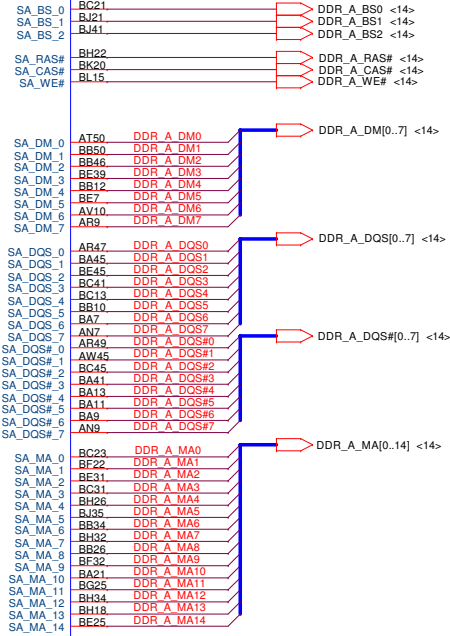 SA_BS_0 BC21 DDR_A_BS0 <14>
SA_BS_1 BJ21 DDR_A_BS1 <14>
SA_BS_2 BJ41 DDR_A_BS2 <14>
SA_RAS# BH22 DDR_A_RAS# <14>
SA_CAS# BK20 DDR_A_CAS# <14>
SA_WE# BL15 DDR_A_WE# <14>
DDR_A_DM[0..7] <14>
SA_DM_0 AT50 DDR_A_DM0
SA_DM_1 BB50 DDR_A_DM1
SA_DM_2 BB46 DDR_A_DM2
SA_DM_3 BE39 DDR_A_DM3
SA_DM_4 BB12 DDR_A_DM4
SA_DM_5 BE7 DDR_A_DM5
SA_DM_6 AV10 DDR_A_DM6
SA_DM_7 AR9 DDR_A_DM7
DDR_A_DQS[0..7] <14>
SA_DQS_0 AR47 DDR_A_DQS0
SA_DQS_1 BA45 DDR_A_DQS1
SA_DQS_2 BE45 DDR_A_DQS2
SA_DQS_3 BC41 DDR_A_DQS3
SA_DQS_4 BC13 DDR_A_DQS4
SA_DQS_5 BB10 DDR_A_DQS5
SA_DQS_6 BA7 DDR_A_DQS6
SA_DQS_7 AN7 DDR_A_DQS7
DDR_A_DQS#[0..7] <14>
SA_DQS#_0 AR49 DDR_A_DQS#0
SA_DQS#_1 AW45 DDR_A_DQS#1
SA_DQS#_2 BC45 DDR_A_DQS#2
SA_DQS#_3 BA41 DDR_A_DQS#3
SA_DQS#_4 BA13 DDR_A_DQS#4
SA_DQS#_5 BA11 DDR_A_DQS#5
SA_DQS#_6 BA9 DDR_A_DQS#6
SA_DQS#_7 AN9 DDR_A_DQS#7
DDR_A_MA[0..14] <14>
SA_MA_0 BC23 DDR_A_MA0
SA_MA_1 BF22 DDR_A_MA1
SA_MA_2 BE31 DDR_A_MA2
SA_MA_3 BC31 DDR_A_MA3
SA_MA_4 BH26 DDR_A_MA4
SA_MA_5 BJ35 DDR_A_MA5
SA_MA_6 BB34 DDR_A_MA6
SA_MA_7 BH32 DDR_A_MA7
SA_MA_8 BB26 DDR_A_MA8
SA_MA_9 BF32 DDR_A_MA9
SA_MA_10 BA21 DDR_A_MA10
SA_MA_11 BG25 DDR_A_MA11
SA_MA_12 BH34 DDR_A_MA12
SA_MA_13 BH18 DDR_A_MA13
SA_MA_14 BE25 DDR_A_MA14